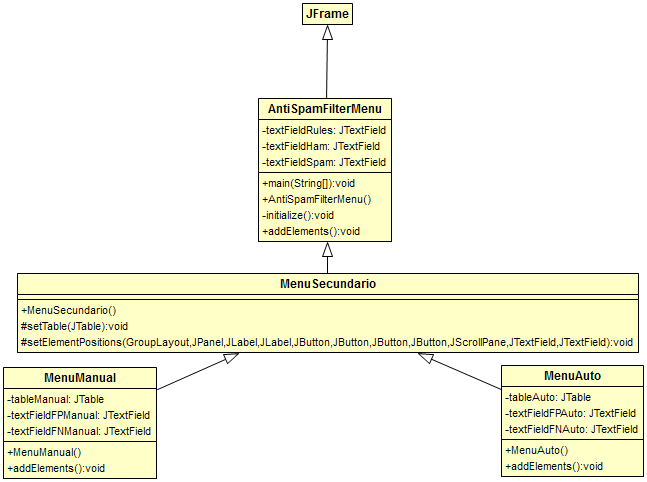 JFrame
AntiSpamFilterMenu
-textFieldRules: JTextField
-textFieldHam: JTextField
-textFieldSpam: JTextField
+main(String[]):void
+AntiSpamFilterMenu()
-initialize():void
+addElements():void
MenuSecundario
+MenuSecundario()
#setTable(JTable):void
#setElementPositions(GroupLayout,JPanel,JLabel,JLabel,JButton,JButton,JButton,JButton,JScrollPane,JTextField,JTextField):void
MenuManual
-tableManual: JTable
-textFieldFPManual: JTextField
-textFieldFNManual: JTextField
+MenuManual()
+addElements():void
MenuAuto
-tableAuto: JTable
-textFieldFPAuto: JTextField
-textFieldFNAuto: JTextField
+MenuAuto()
+addElements():void